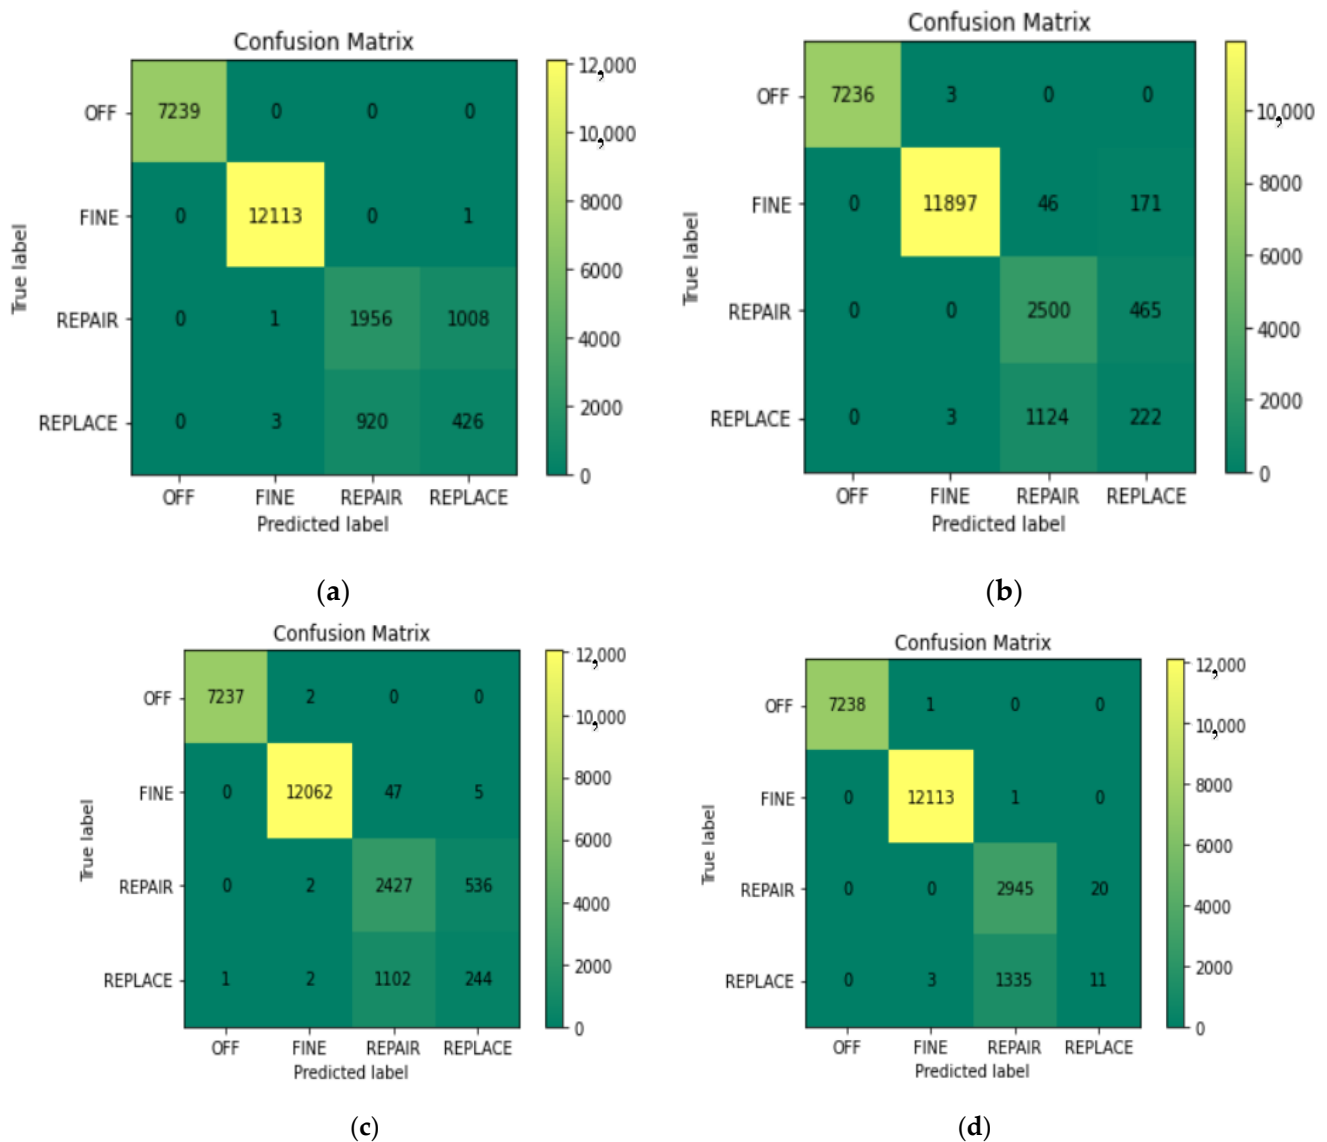 Confusion Matrix
OFF 7239 0 0 0
FINE 0 12113 0 1
REPAIR 0 1 1956 1008
REPLACE 0 3 920 426
OFF FINE REPAIR REPLACE
Predicted label
True label
12,000
10,000
8000
6000
4000
2000
0
(a)
Confusion Matrix
OFF 7236 3 0 0
FINE 0 11897 46 171
REPAIR 0 0 2500 465
REPLACE 0 3 1124 222
OFF FINE REPAIR REPLACE
Predicted label
True label
10,000
8000
6000
4000
2000
0
(b)
Confusion Matrix
OFF 7237 2 0 0
FINE 0 12062 47 5
REPAIR 0 2 2427 536
REPLACE 1 2 1102 244
OFF FINE REPAIR REPLACE
Predicted label
True label
12,000
10,000
8000
6000
4000
2000
0
(c)
Confusion Matrix
OFF 7238 1 0 0
FINE 0 12113 1 0
REPAIR 0 0 2945 20
REPLACE 0 3 1335 11
OFF FINE REPAIR REPLACE
Predicted label
True label
12,000
10,000
8000
6000
4000
2000
0
(d)